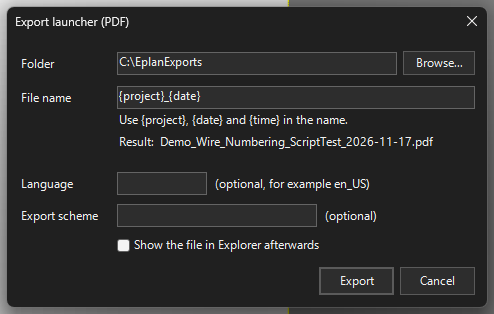 Export launcher (PDF)
Folder
C:\EplanExports
Browse...
File name
{project}_{date}
Use {project}, {date} and {time} in the name.
Result: Demo_Wire_Numbering_ScriptTest_2026-11-17.pdf
Language
(optional, for example en_US)
Export scheme
(optional)
Show the file in Explorer afterwards
Export
Cancel